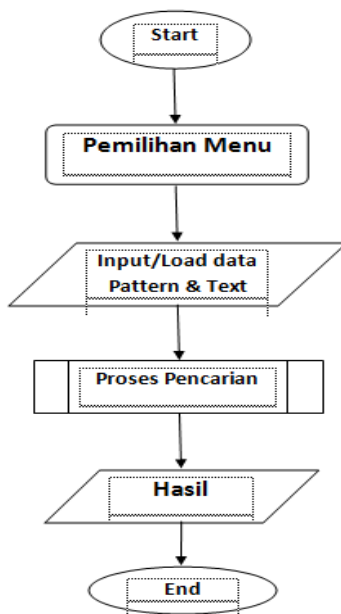 Start
Pemilihan Menu
Input/Load data
Pattern & Text
Proses Pencarian
Hasil
End